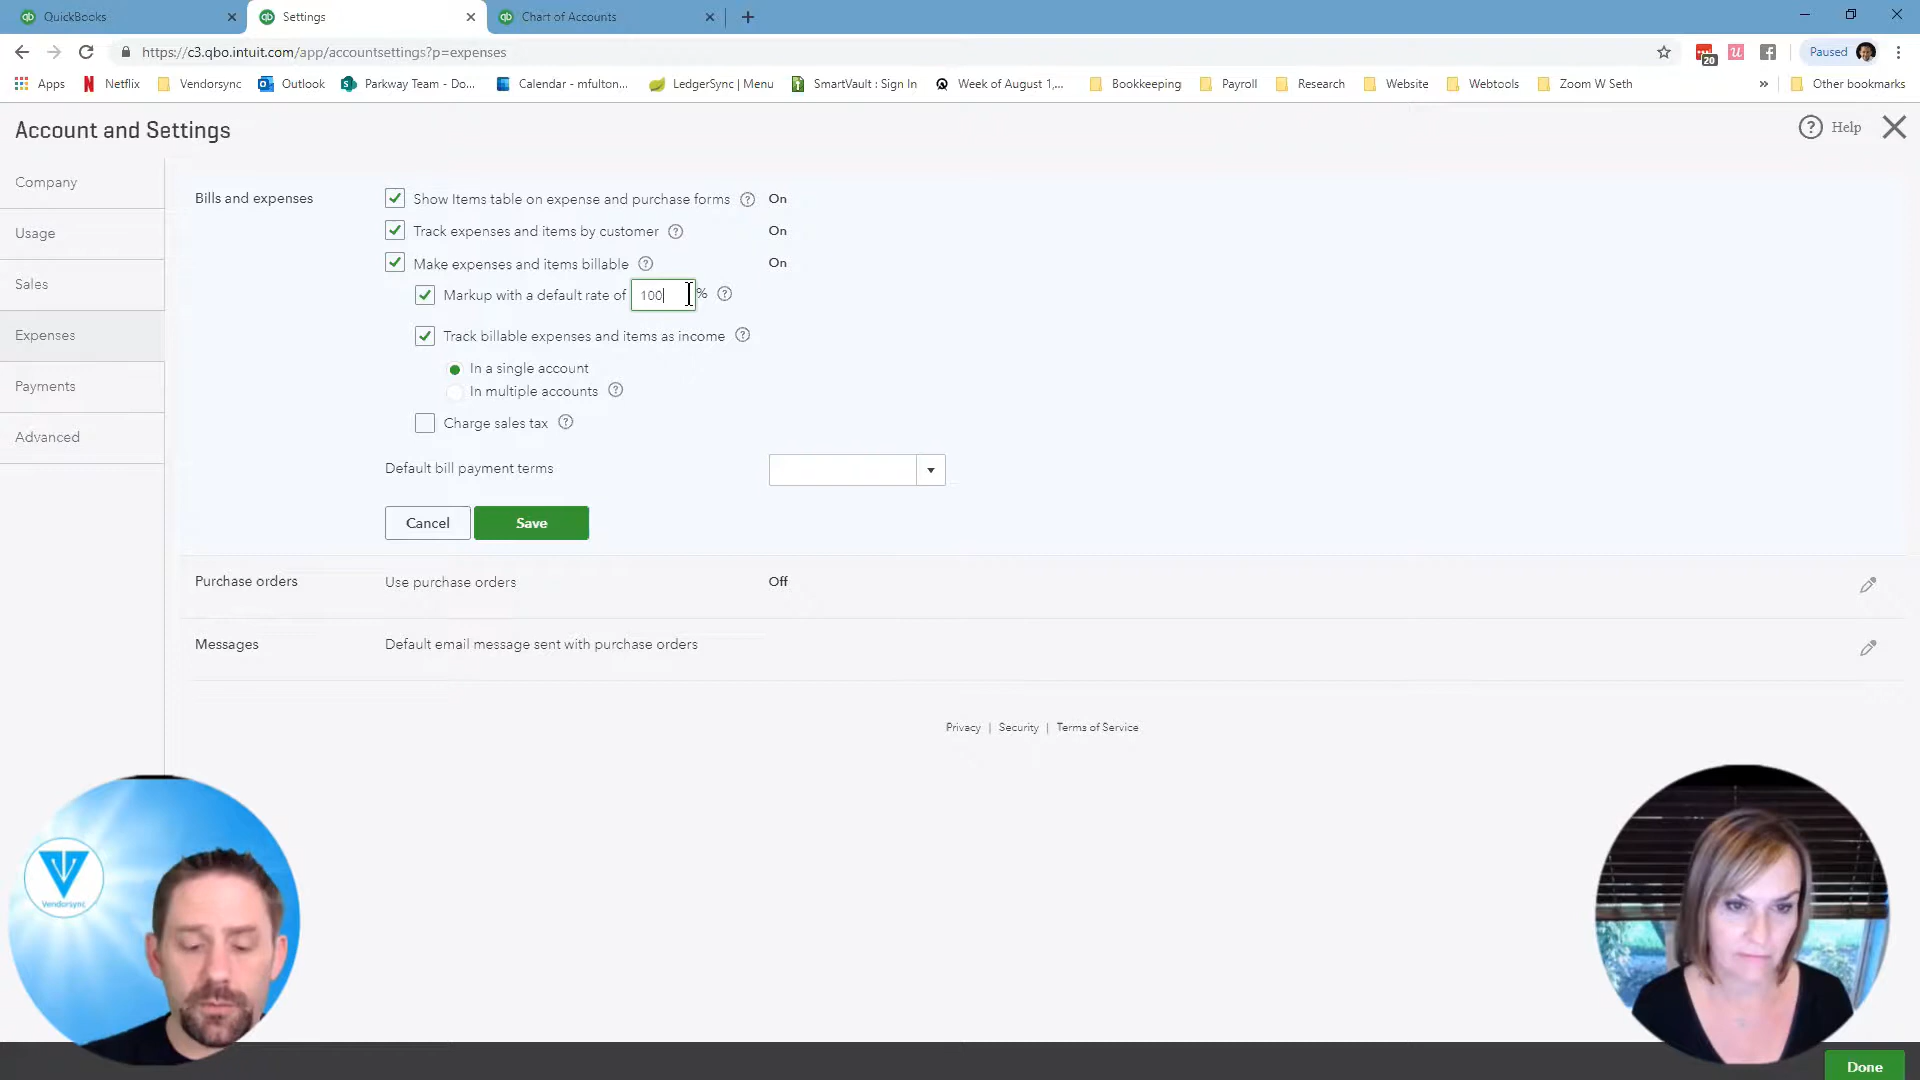 QuickBooks
Settings
Chart of Accounts
https://c3.qbo.intuit.com/app/accountsettings?p=expenses
20
Paused
Apps
Netflix
Vendorsync
Outlook
Parkway Team - Do...
Calendar - mfulton...
LedgerSync | Menu
SmartVault : Sign In
Week of August 1,...
Bookkeeping
Payroll
Research
Website
Webtools
Zoom W Seth
»
Other bookmarks
Account and Settings
? Help
Company
Usage
Sales
Expenses
Payments
Advanced
Bills and expenses
Show Items table on expense and purchase forms ? On
Track expenses and items by customer ? On
Make expenses and items billable ? On
Markup with a default rate of 100 % ?
Track billable expenses and items as income ?
In a single account
In multiple accounts ?
Charge sales tax ?
Default bill payment terms
Cancel
Save
Purchase orders
Use purchase orders
Off
Messages
Default email message sent with purchase orders
Privacy | Security | Terms of Service
Vendorsync
Done